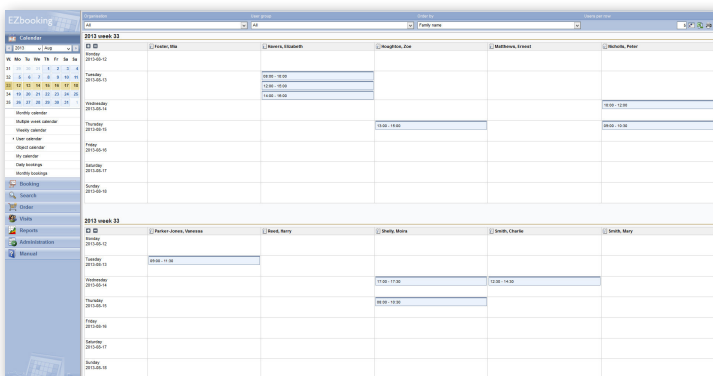 EZbooking
Organisation
User group
Order by
Users per row
All
All
Family name
5
Calendar
2013
Aug
W. Mo Tu We Th Fr Sa Su
31 29 30 31 1 2 3 4
32 5 6 7 8 9 10 11
33 12 13 14 15 16 17 18
34 19 20 21 22 23 24 25
35 26 27 28 29 30 31 1
Monthly calendar
Multiple week calendar
Weekly calendar
User calendar
Object calendar
My calendar
Daily bookings
Monthly bookings
Booking
Search
Order
Visits
Reports
Administration
Manual
2013 week 33
Foster, Mia
Havers, Elizabeth
Houghton, Zoe
Matthews, Ernest
Nicholls, Peter
Monday
2013-08-12
Tuesday
2013-08-13
08:00 - 10:00
12:00 - 15:00
14:00 - 16:00
Wednesday
2013-08-14
10:00 - 12:00
Thursday
2013-08-15
13:00 - 15:00
09:00 - 10:30
Friday
2013-08-16
Saturday
2013-08-17
Sunday
2013-08-18
2013 week 33
Parker-Jones, Vanessa
Reed, Harry
Shelly, Moira
Smith, Charlie
Smith, Mary
Monday
2013-08-12
Tuesday
2013-08-13
09:00 - 11:30
Wednesday
2013-08-14
17:00 - 17:30
13:30 - 14:30
Thursday
2013-08-15
Friday
2013-08-16
Saturday
2013-08-17
Sunday
2013-08-18